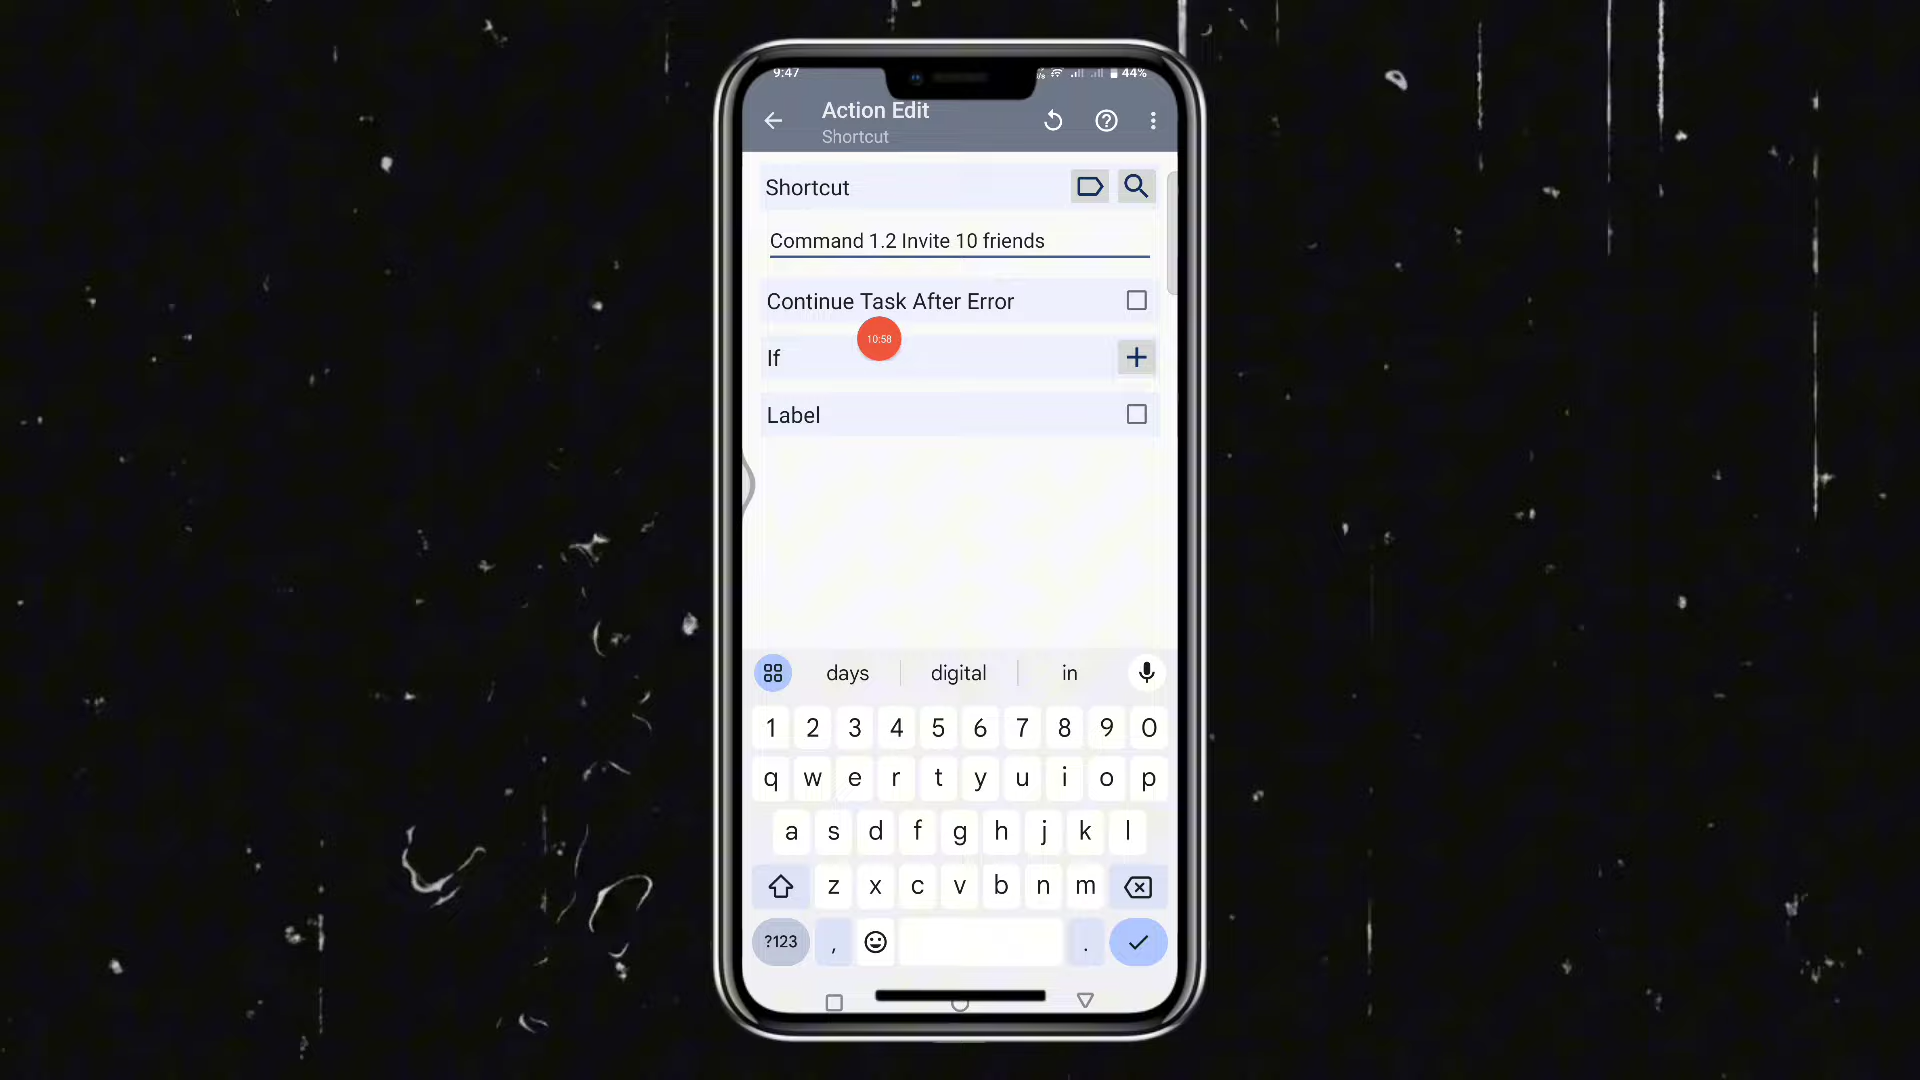 9:47
44%
Action Edit
Shortcut
Shortcut
Command 1.2 Invite 10 friends
Continue Task After Error
10:58
If
Label
days digital in
1 2 3 4 5 6 7 8 9 0
q w e r t y u i o p
a s d f g h j k l
z x c v b n m
?123 , .